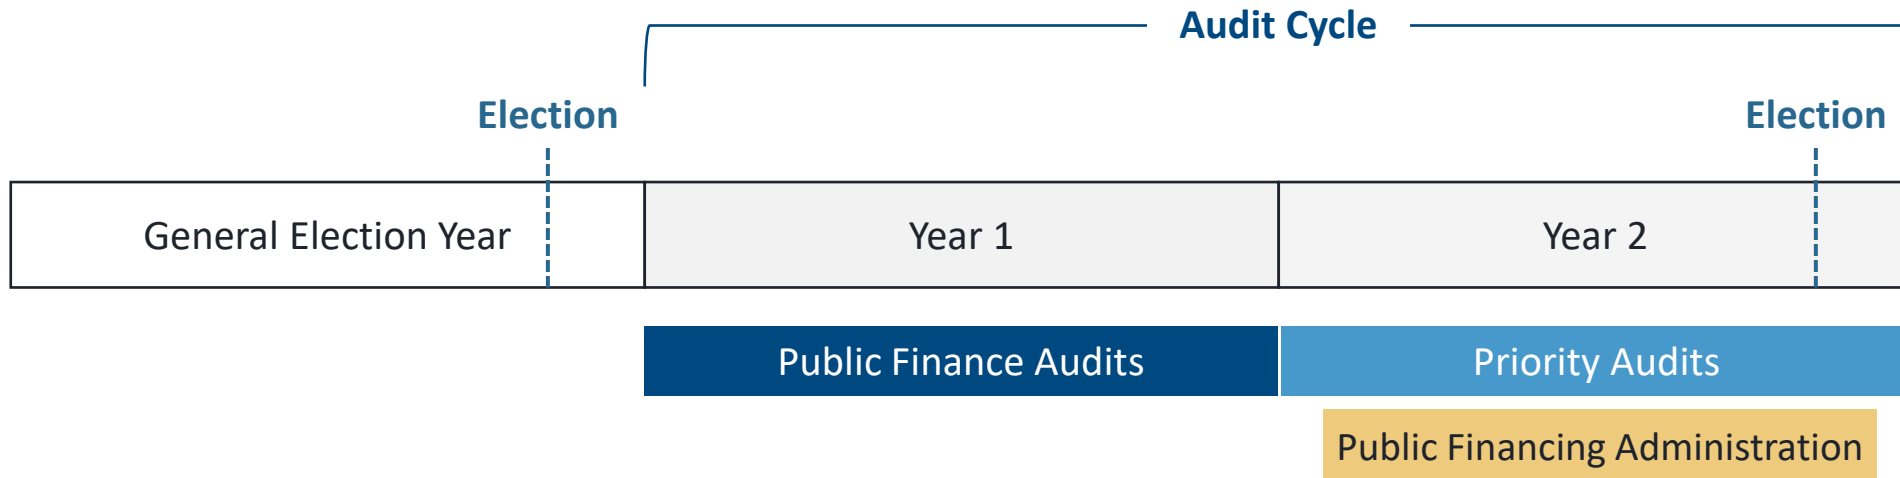 Audit Cycle
Election
Election
General Election Year
Year 1
Year 2
Public Finance Audits
Priority Audits
Public Financing Administration